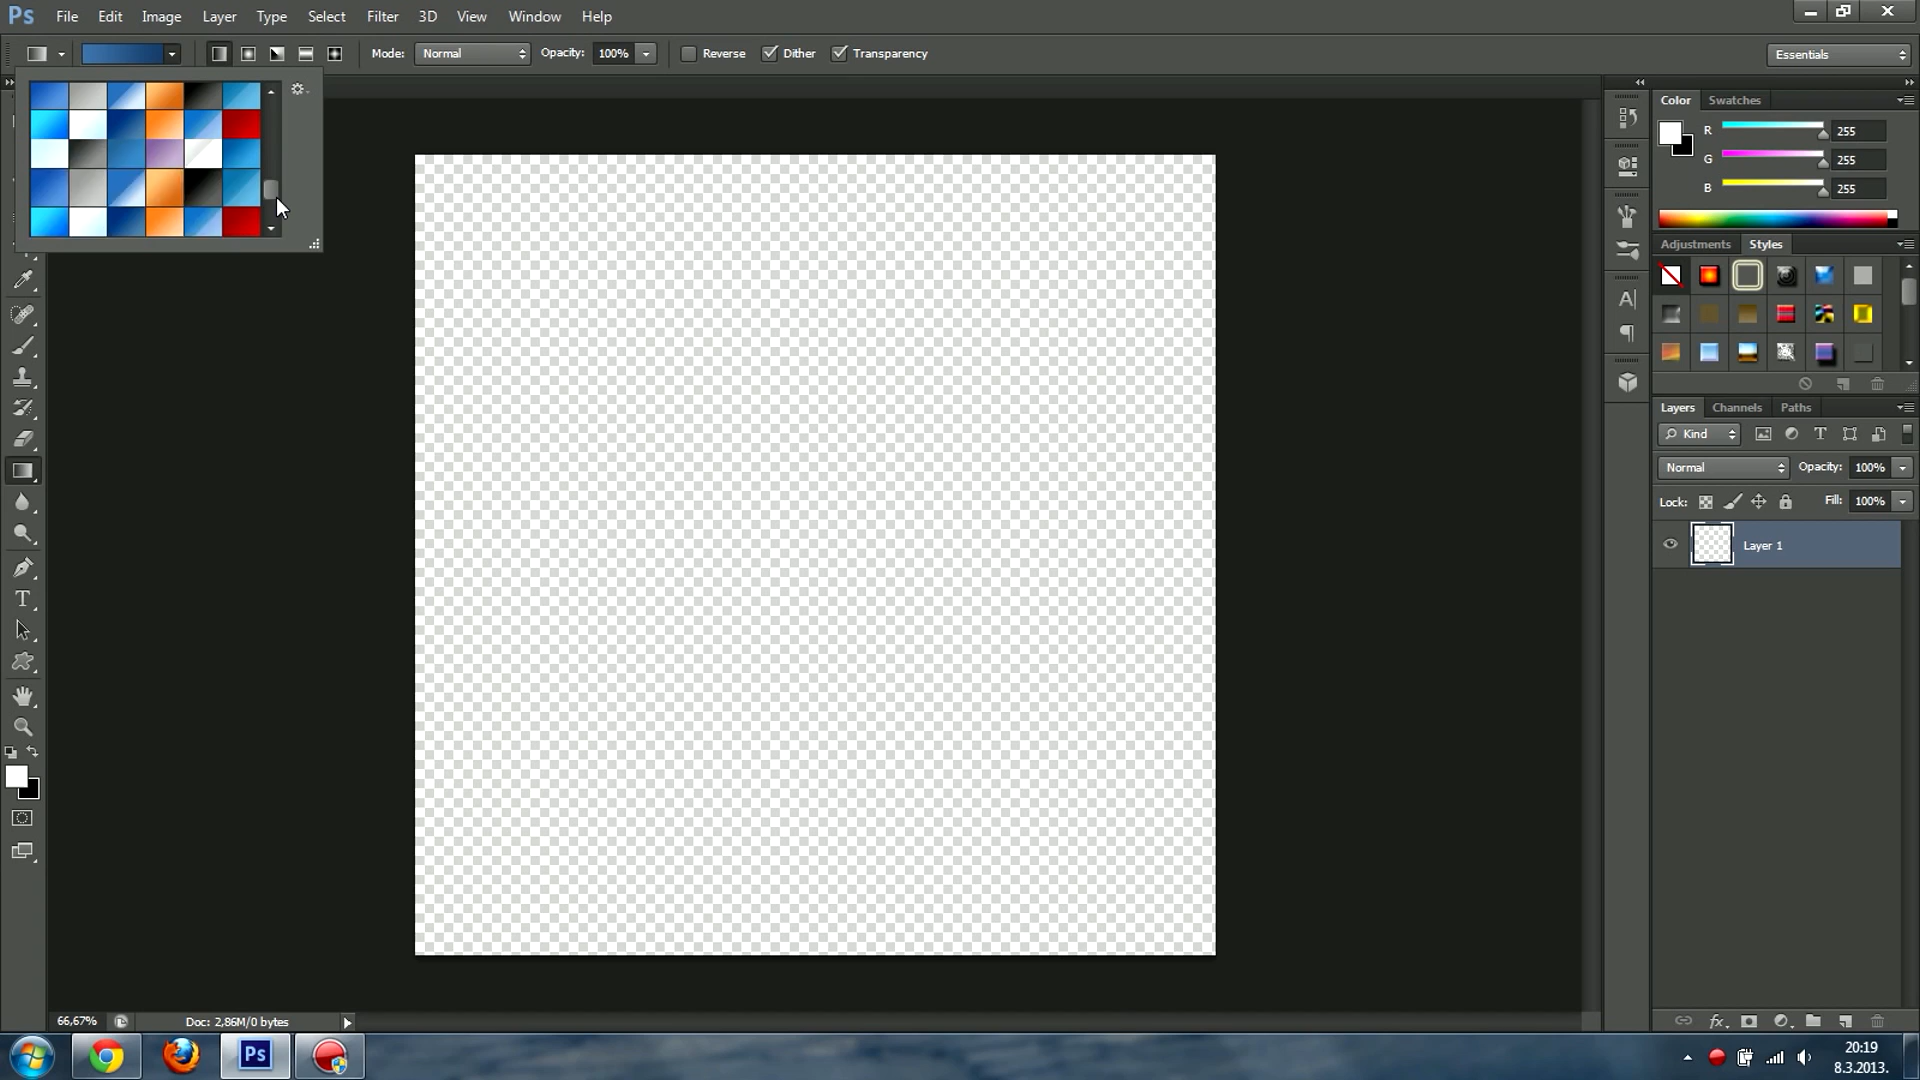 Ps File Edit Image Layer Type Select Filter 3D View Window Help
Mode: Normal Opacity: 100% Reverse Dither Transparency Essentials
Color Swatches
R 255
G 255
B 255
Adjustments Styles
Layers Channels Paths
Kind
Normal Opacity: 100%
Lock: Fill: 100%
Layer 1
66,67% Doc: 2,86M/0 bytes
fx
Ps
20:19
8.3.2013.